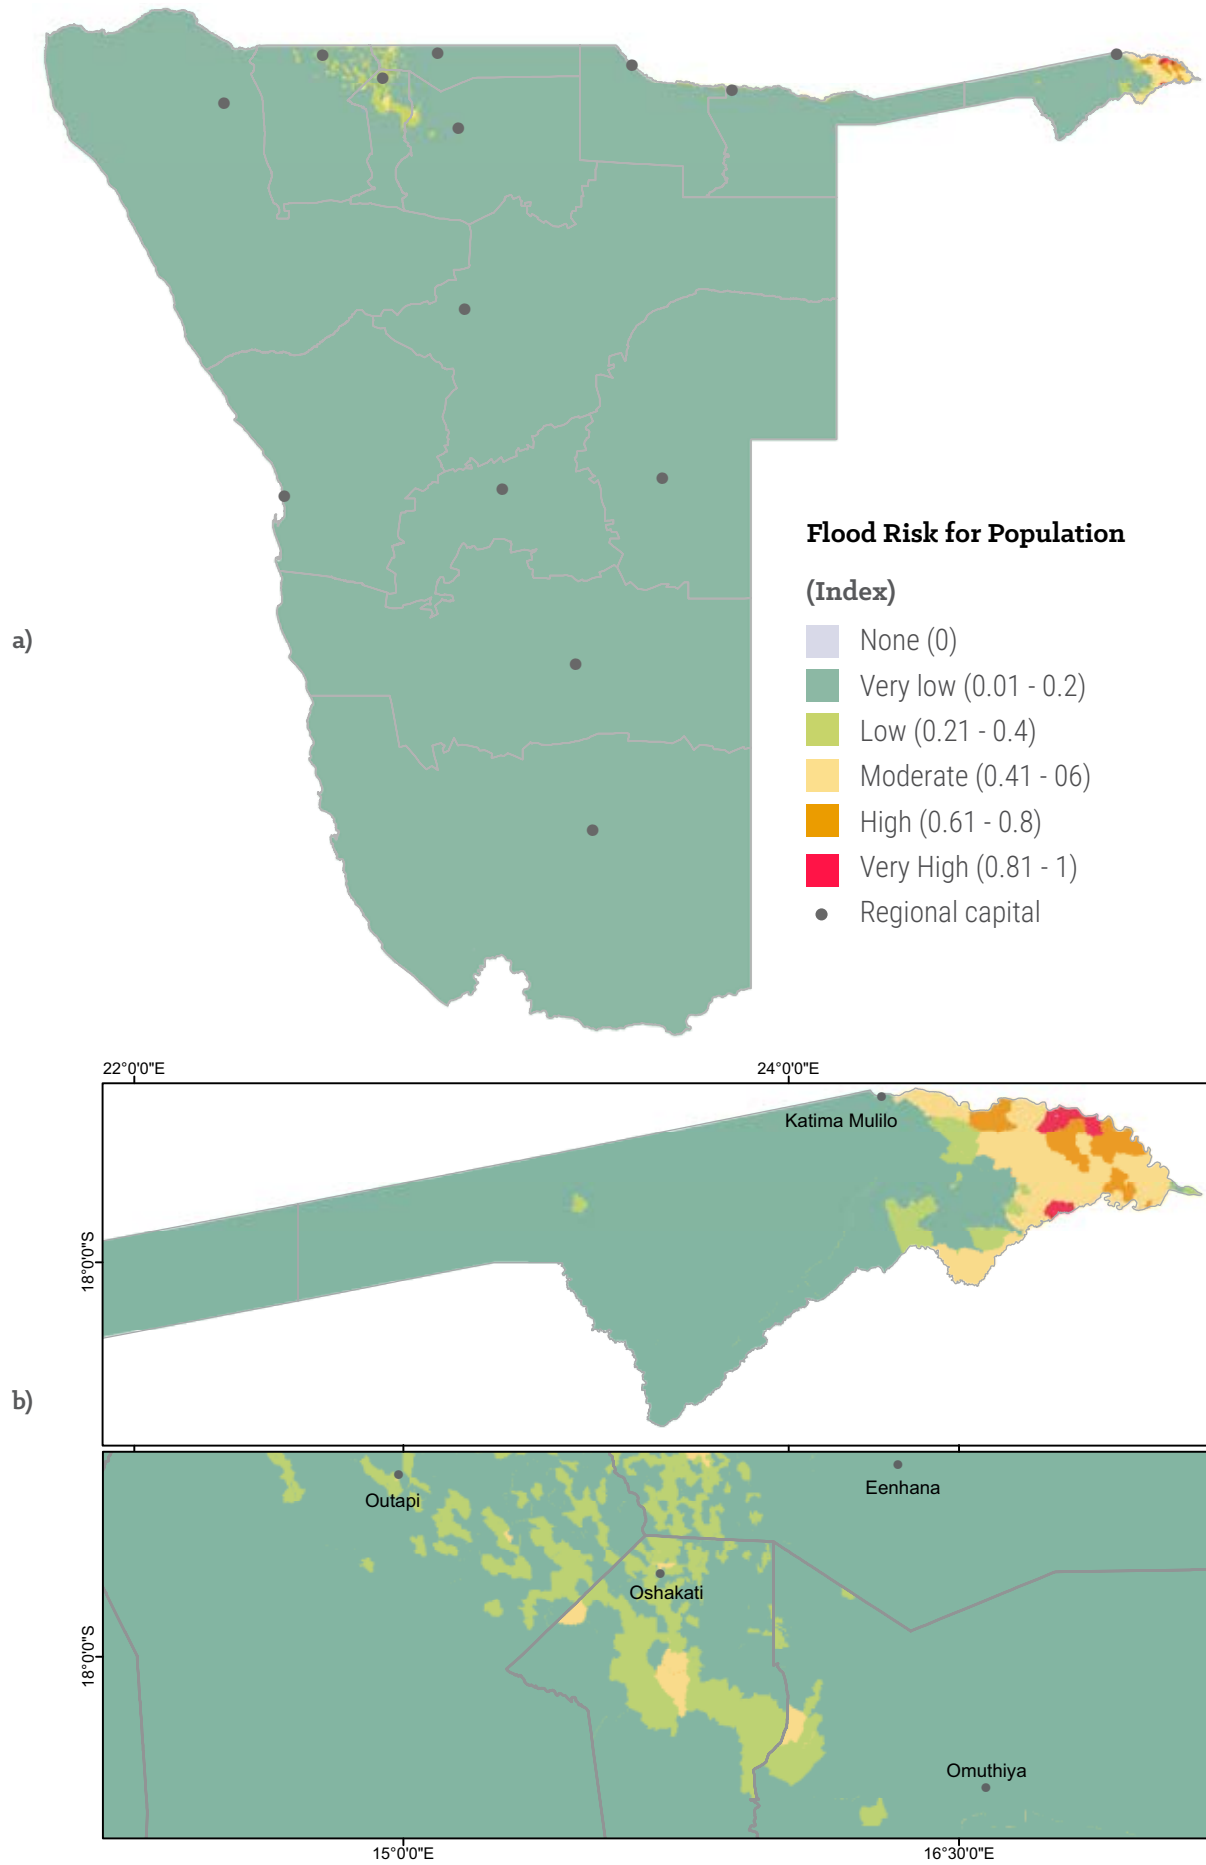 Flood Risk for Population
(Index)
a)
None (0)
Very low (0.01 - 0.2)
Low (0.21 - 0.4)
Moderate (0.41 - 06)
High (0.61 - 0.8)
Very High (0.81 - 1)
Regional capital
22°0'0"E
24°0'0"E
Katima Mulilo
18°0'0"S
b)
Eenhana
Outapi
Oshakati
18°0'0"S
Omuthiya
15°0'0"E
16°30'0"E